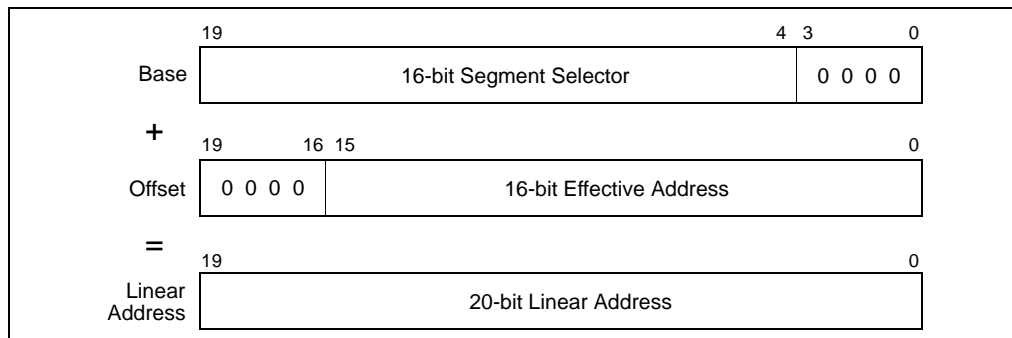 19 4 3 0
Base 16-bit Segment Selector 0 0 0 0
+
19 16 15 0
Offset 0 0 0 0 16-bit Effective Address
=
19 0
Linear
Address 20-bit Linear Address